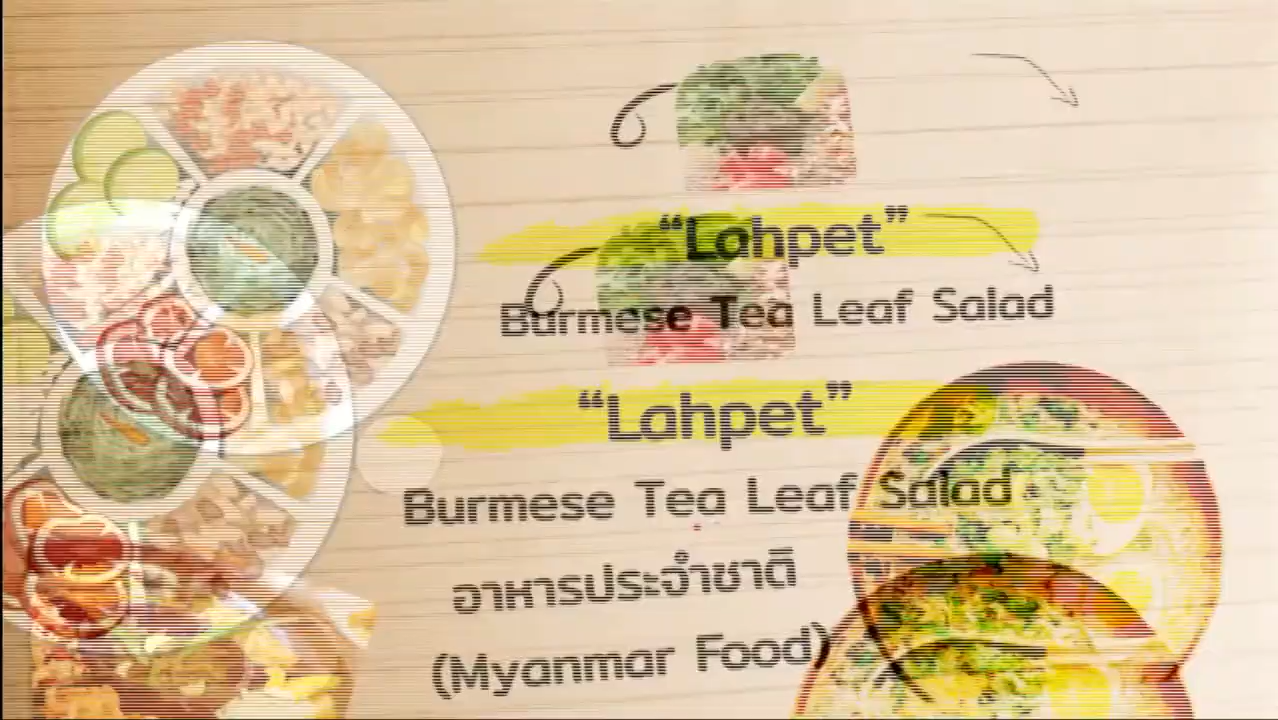 “Lahpet”
Burmese Tea Leaf Salad
“Lahpet”
Burmese Tea Leaf Salad
อาหารประจำชาติ
(Myanmar Food)